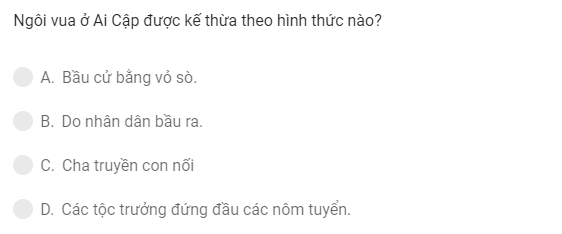 Ngôi vua ở Ai Cập được kế thừa theo hình thức nào?
A. Bầu cử bằng vỏ sò.
B. Do nhân dân bầu ra.
C. Cha truyền con nối
D. Các tộc trưởng đứng đầu các nôm tuyển.